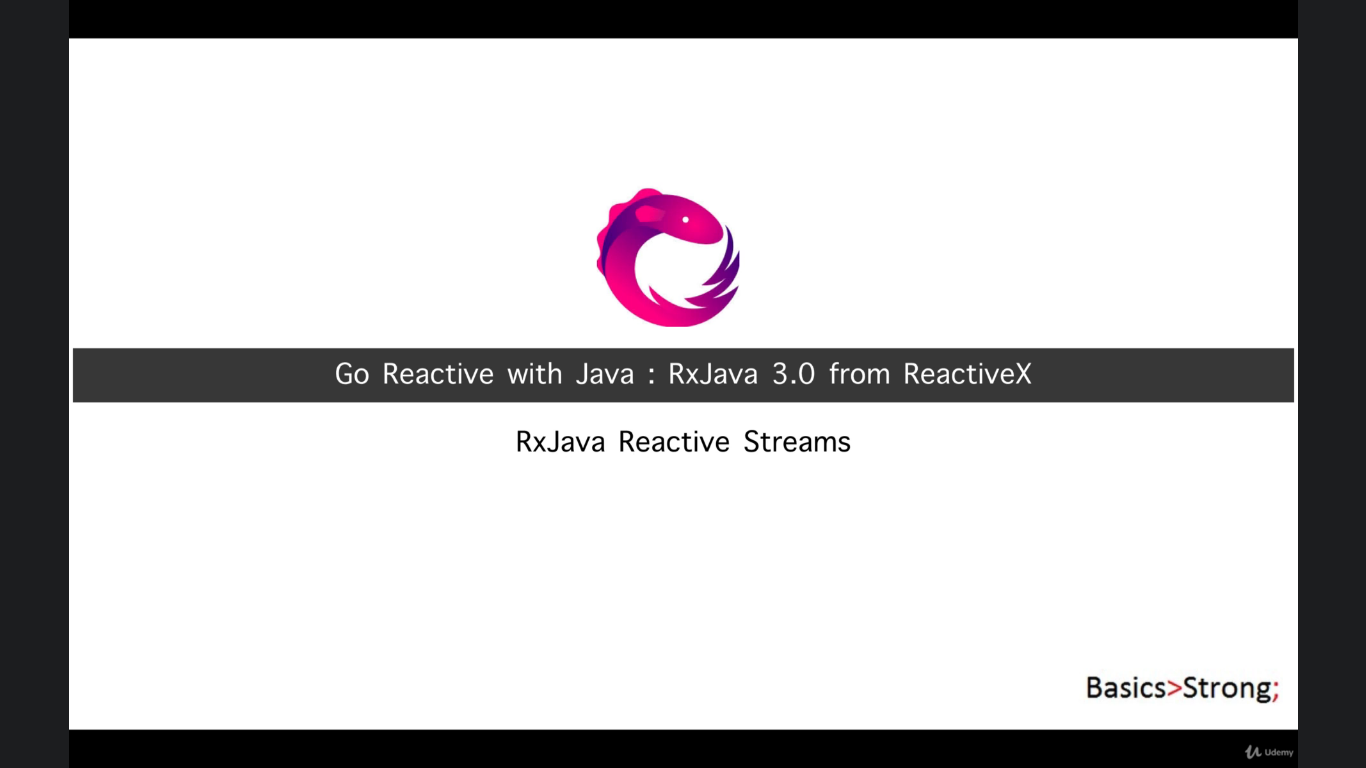 Go Reactive with Java : RxJava 3.0 from ReactiveX
RxJava Reactive Streams
Basics>Strong;
Udemy